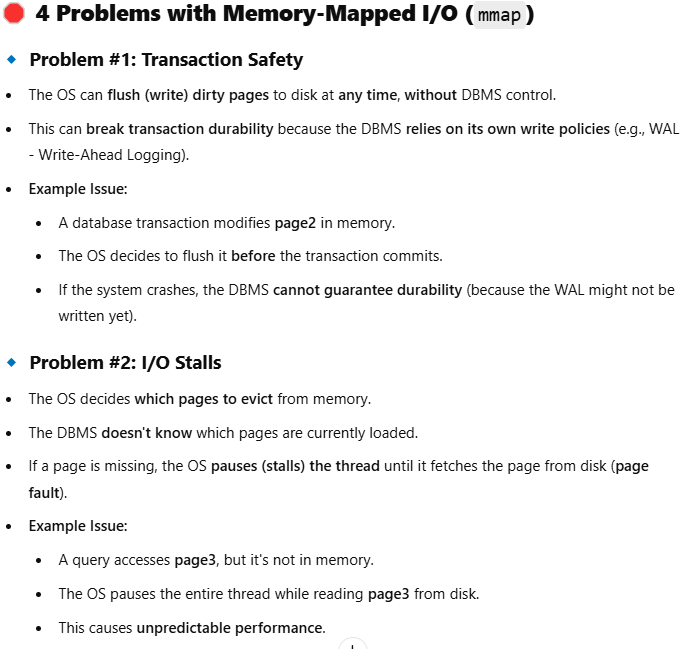 4 Problems with Memory-Mapped I/O (mmap)
Problem #1: Transaction Safety
The OS can flush (write) dirty pages to disk at any time, without DBMS control.
This can break transaction durability because the DBMS relies on its own write policies (e.g., WAL
- Write-Ahead Logging).
Example Issue:
A database transaction modifies page2 in memory.
The OS decides to flush it before the transaction commits.
If the system crashes, the DBMS cannot guarantee durability (because the WAL might not be
written yet).
Problem #2: I/O Stalls
The OS decides which pages to evict from memory.
The DBMS doesn't know which pages are currently loaded.
If a page is missing, the OS pauses (stalls) the thread until it fetches the page from disk (page
fault).
Example Issue:
A query accesses page3, but it's not in memory.
The OS pauses the entire thread while reading page3 from disk.
This causes unpredictable performance.